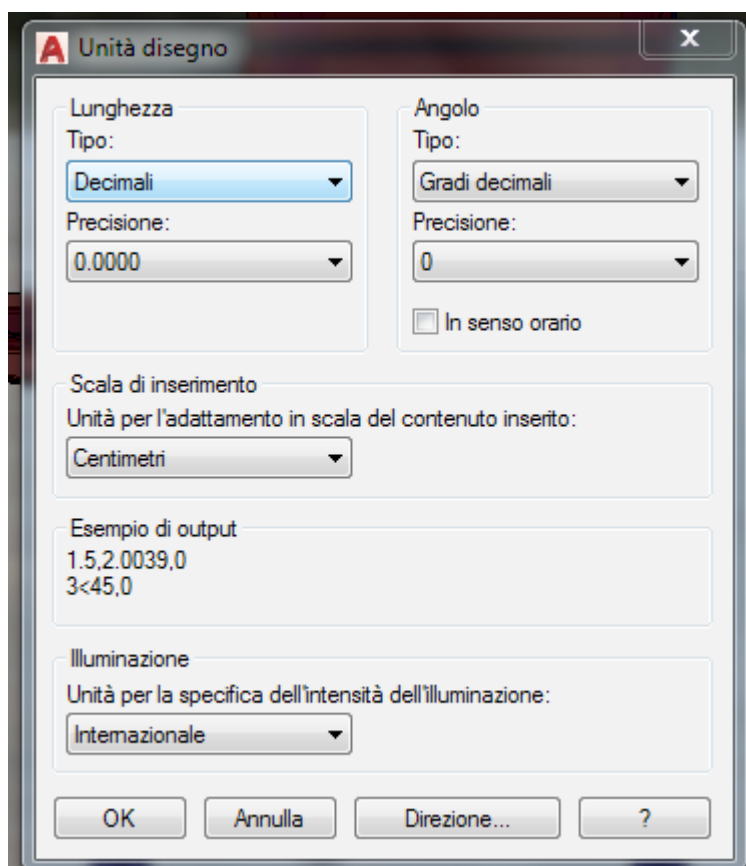 Unità disegno
Lunghezza
Tipo:
Decimali
Precisione:
0.0000
Angolo
Tipo:
Gradi decimali
Precisione:
0
In senso orario
Scala di inserimento
Unità per l'adattamento in scala del contenuto inserito:
Centimetri
Esempio di output
1.5,2.0039,0
3<45,0
Illuminazione
Unità per la specifica dell'intensità dell'illuminazione:
Internazionale
OK
Annulla
Direzione...
?